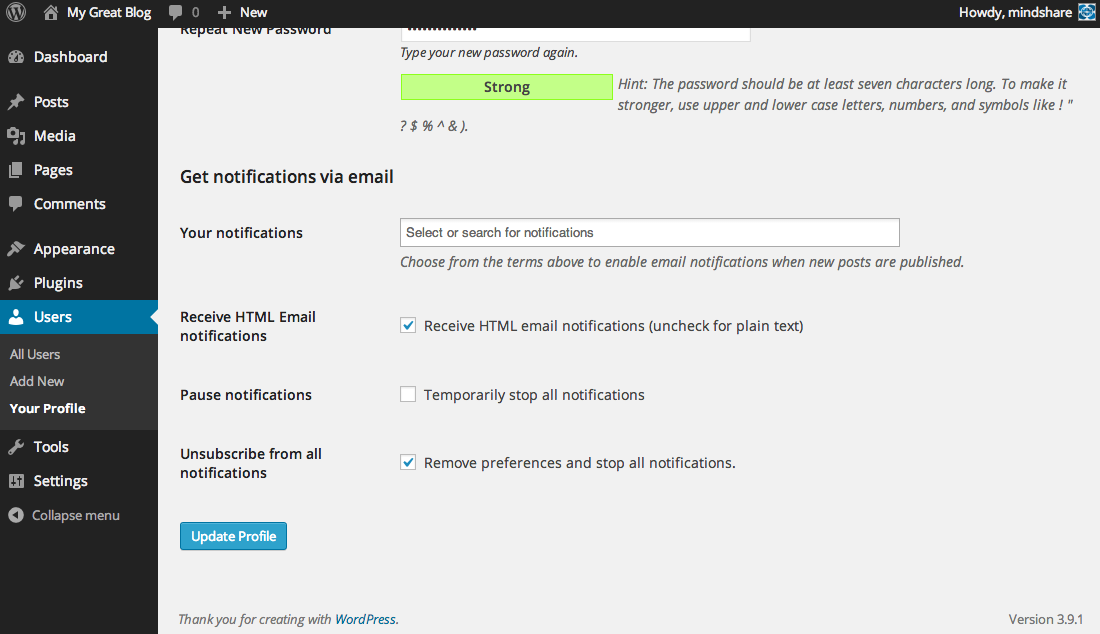 My Great Blog 0 New Howdy, mindshare
Dashboard
Posts
Media
Pages
Comments
Appearance
Plugins
Users
All Users
Add New
Your Profile
Tools
Settings
Collapse menu
Repeat New Password
Type your new password again.
Strong
Hint: The password should be at least seven characters long. To make it
stronger, use upper and lower case letters, numbers, and symbols like ! "
? $ % ^ & ).
Get notifications via email
Your notifications
Select or search for notifications
Choose from the terms above to enable email notifications when new posts are published.
Receive HTML Email
notifications
Receive HTML email notifications (uncheck for plain text)
Pause notifications
Temporarily stop all notifications
Unsubscribe from all
notifications
Remove preferences and stop all notifications.
Update Profile
Thank you for creating with WordPress.
Version 3.9.1